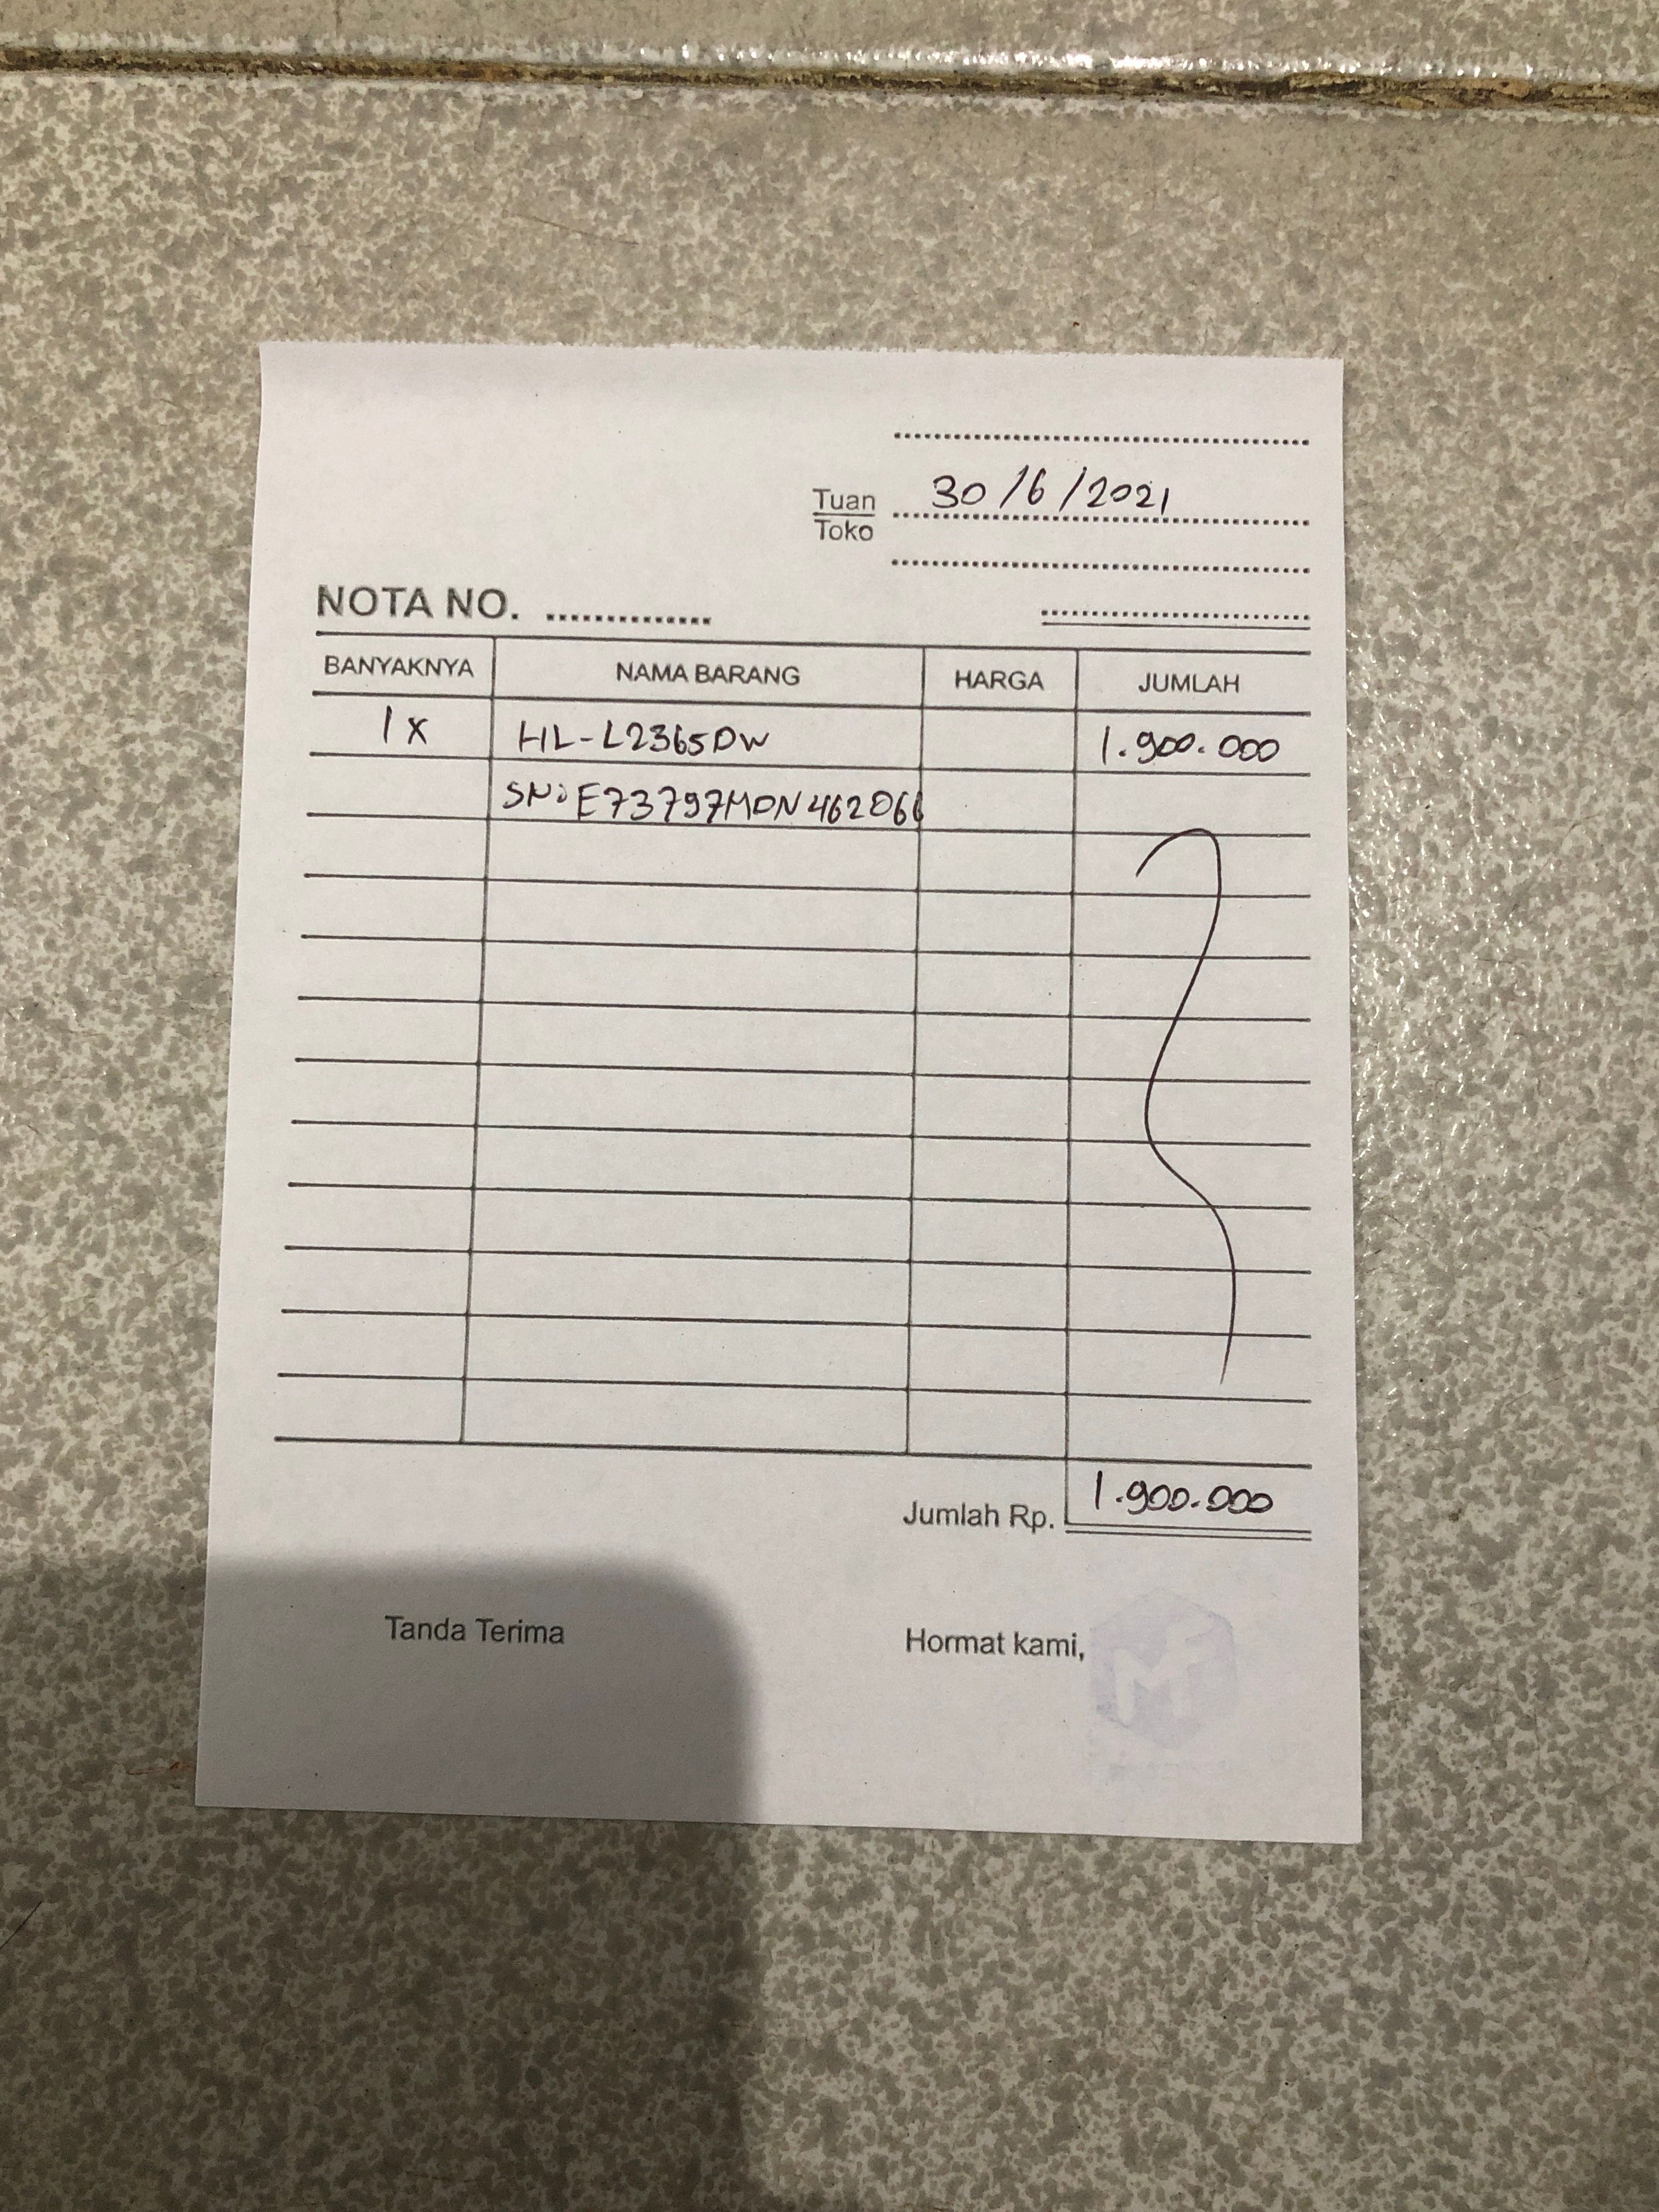 Tuan
Toko
30/6/2021
NOTA NO.
BANYAKNYA NAMA BARANG HARGA JUMLAH
1 X HL-L2365DW 1.900.000
SN: E73797M0N462066
Jumlah Rp. 1.900.000
Tanda Terima Hormat kami,
M